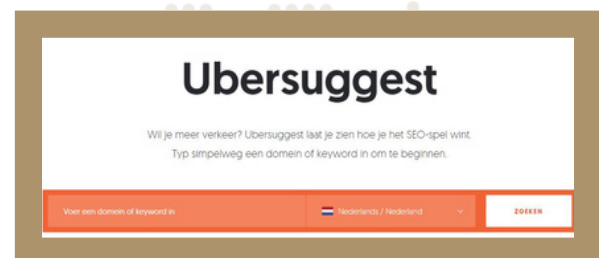 Ubersuggest
Wil je meer verkeer? Ubersuggest laat je zien hoe je het SEO-spel wint.
Typ simpelweg een domein of keyword in om te beginnen.
Voer een domein of keyword in
Nederlands / Nederland
ZOEKEN